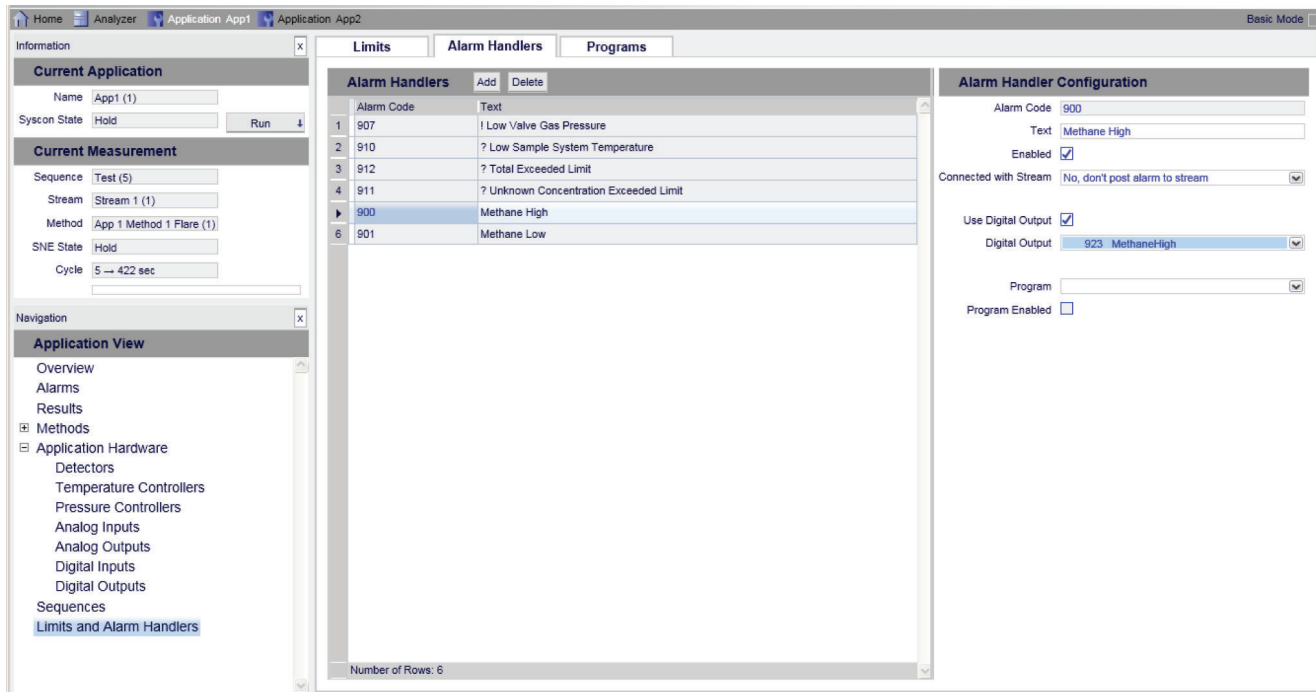 Home Analyzer Application App1 Application App2 Basic Mode
Information x
Current Application
Name App1 (1)
Syscon State Hold Run ↓
Current Measurement
Sequence Test (5)
Stream Stream 1 (1)
Method App 1 Method 1 Flare (1)
SNE State Hold
Cycle 5 → 422 sec
Navigation x
Application View
Overview
Alarms
Results
Methods
Application Hardware
Detectors
Temperature Controllers
Pressure Controllers
Analog Inputs
Analog Outputs
Digital Inputs
Digital Outputs
Sequences
Limits and Alarm Handlers
Limits Alarm Handlers Programs
Alarm Handlers Add Delete
Alarm Code Text
1 907 ! Low Valve Gas Pressure
2 910 ? Low Sample System Temperature
3 912 ? Total Exceeded Limit
4 911 ? Unknown Concentration Exceeded Limit
900 Methane High
6 901 Methane Low
Number of Rows: 6
Alarm Handler Configuration
Alarm Code 900
Text Methane High
Enabled
Connected with Stream No, don't post alarm to stream
Use Digital Output
Digital Output 923 MethaneHigh
Program
Program Enabled